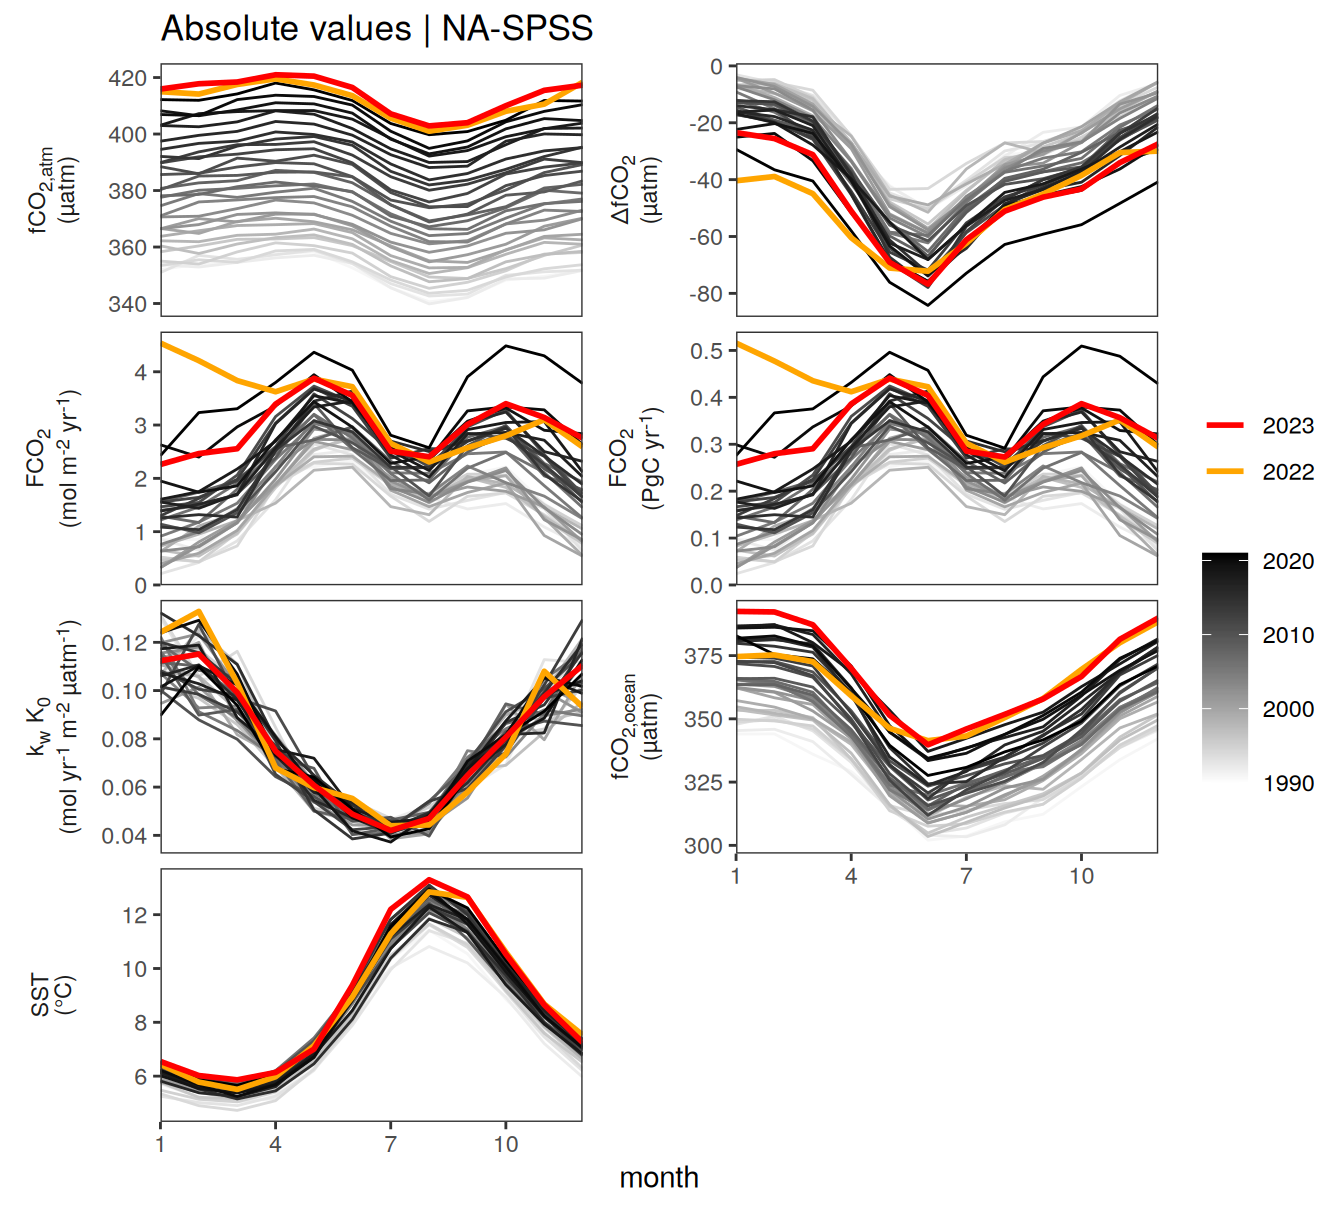 Absolute values | NA-SPSS
fCO2,atm
(µatm)
420
400
380
360
340
ΔfCO2
(µatm)
0
-20
-40
-60
-80
FCO2
(mol m-2 yr-1)
4
3
2
1
0
FCO2
(PgC yr-1)
0.5
0.4
0.3
0.2
0.1
0.0
kw K0
(mol yr-1 m-2 µatm-1)
0.12
0.10
0.08
0.06
0.04
fCO2,ocean
(µatm)
375
350
325
300
1 4 7 10
SST
(°C)
12
10
8
6
1 4 7 10
month
2023
2022
2020
2010
2000
1990